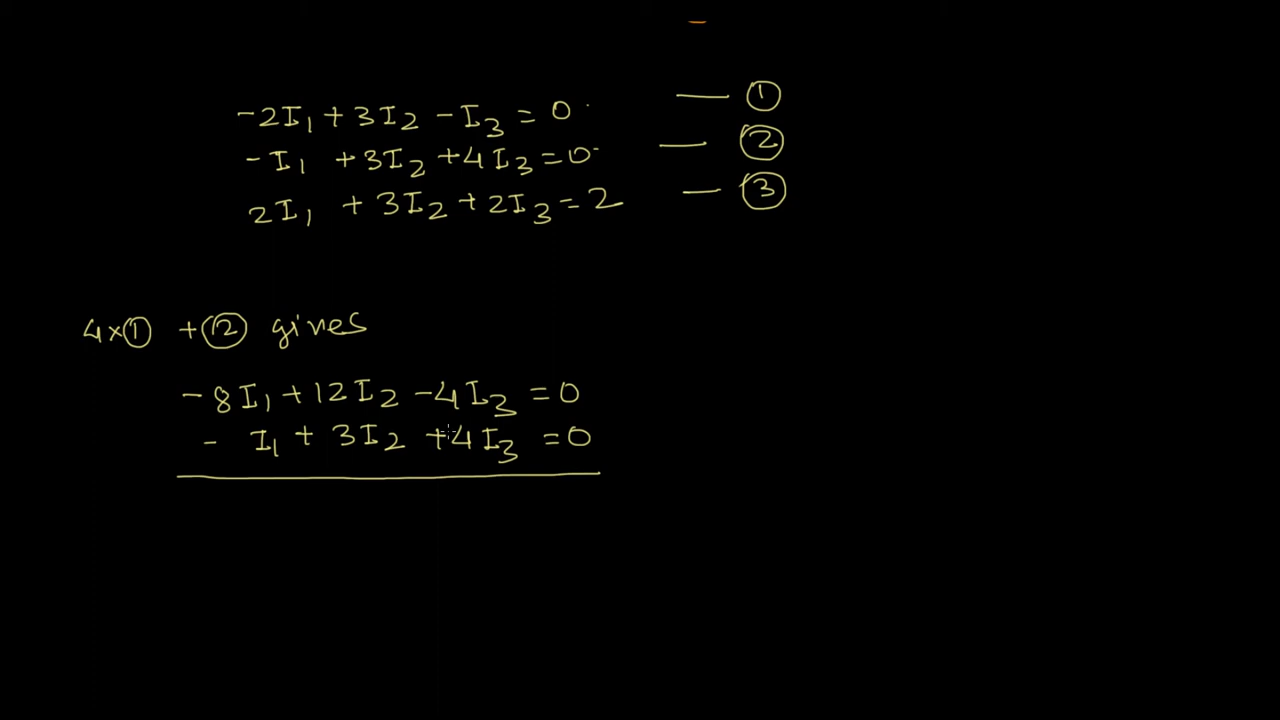 -2I₁ + 3I₂ - I₃ = 0 — ①
-I₁ + 3I₂ + 4I₃ = 0 — ②
2I₁ + 3I₂ + 2I₃ = 2 — ③
4×① + ② gives
-8I₁ + 12I₂ - 4I₃ = 0
- I₁ + 3I₂ + 4I₃ = 0